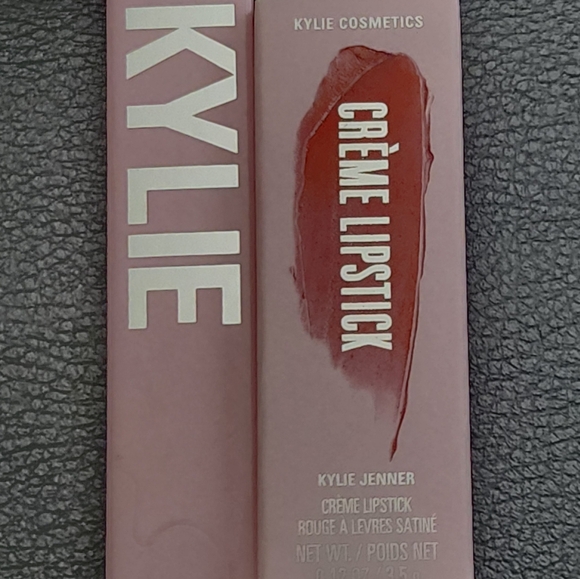 KYLIE
KYLIE COSMETICS
CRÈME LIPSTICK
KYLIE JENNER
CRÈME LIPSTICK
ROUGE À LEVRES SATINÉ
NET WT. / POIDS NET